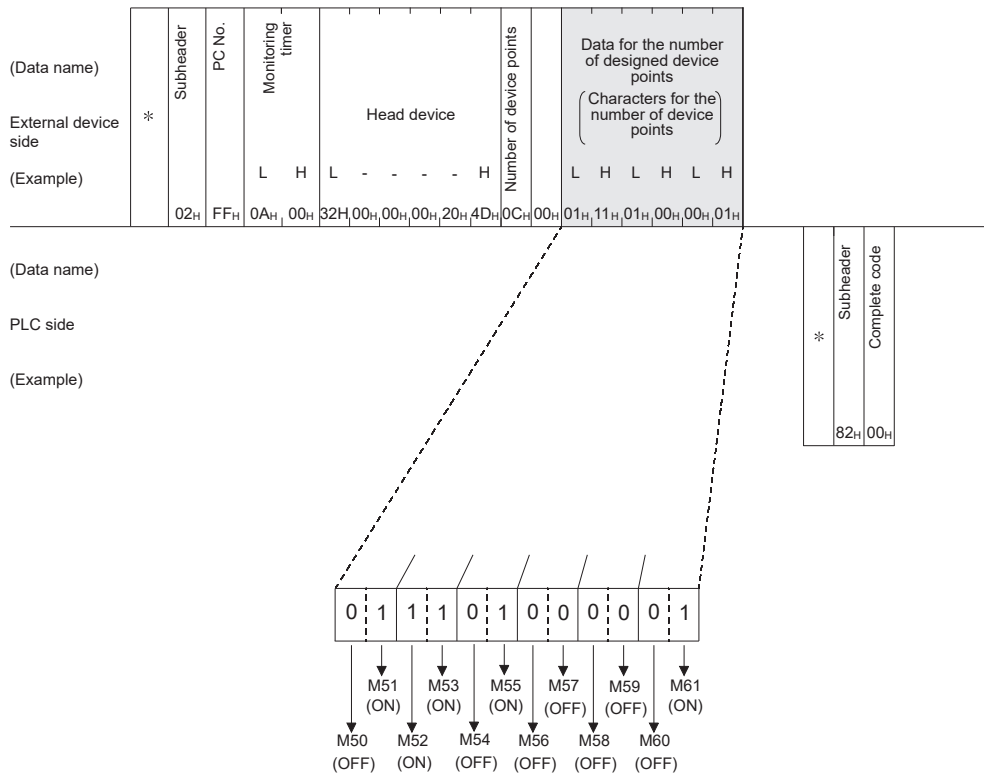 (Data name)
External device
side
(Example)
*
Subheader
PC No.
Monitoring
timer
Head device
Number of device points
Data for the number
of designed device
points
(Characters for the
number of device
points)
L H L - - - - H L H L H L H
02H FFH 0AH 00H 32H 00H 00H 00H 20H 4DH 0CH 00H 01H 11H 01H 00H 00H 01H
(Data name)
PLC side
(Example)
*
Subheader
Complete code
82H 00H
0 1 1 1 0 1 0 0 0 0 0 1
M51 M53 M55 M57 M59 M61
(ON) (ON) (ON) (OFF) (OFF) (ON)
M50 M52 M54 M56 M58 M60
(OFF) (ON) (OFF) (OFF) (OFF) (OFF)